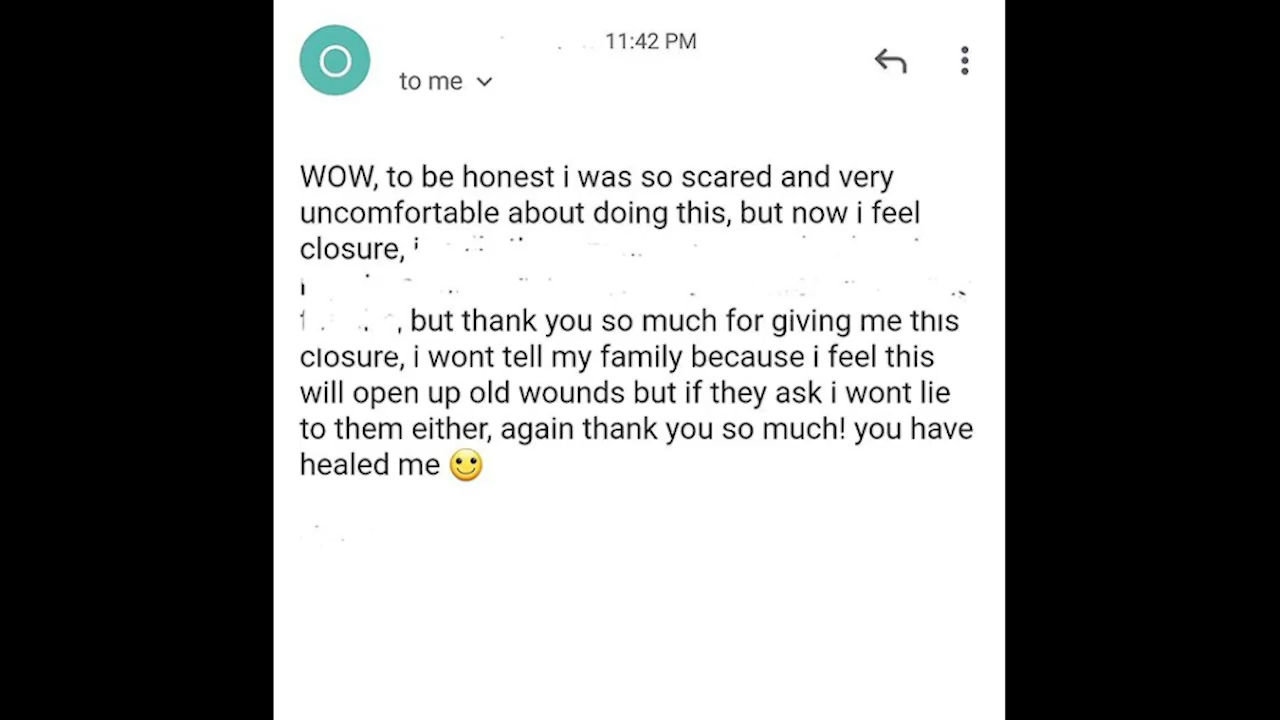 O
11:42 PM
to me
WOW, to be honest i was so scared and very
uncomfortable about doing this, but now i feel
closure,
, but thank you so much for giving me this
closure, i wont tell my family because i feel this
will open up old wounds but if they ask i wont lie
to them either, again thank you so much! you have
healed me 🙂